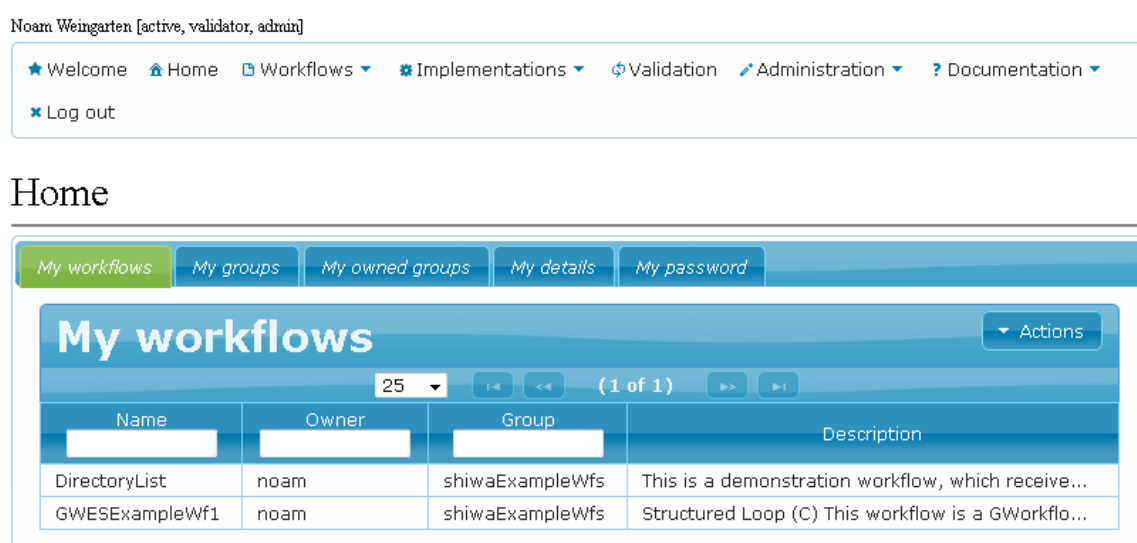 Noam Weingarten [active, validator, admin]
Welcome Home Workflows Implementations Validation Administration ? Documentation
Log out
Home
My workflows My groups My owned groups My details My password
My workflows Actions
25 (1 of 1)
Name Owner Group Description
DirectoryList noam shiwaExampleWfs This is a demonstration workflow, which receive...
GWESExampleWf1 noam shiwaExampleWfs Structured Loop (C) This workflow is a GWorkflo...